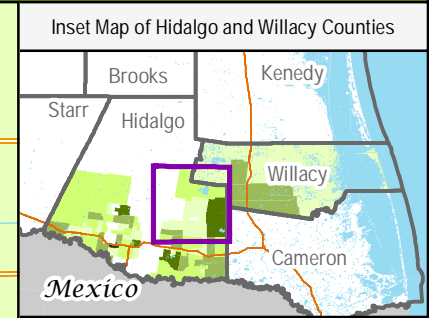 Inset Map of Hidalgo and Willacy Counties
Brooks
Kenedy
Starr
Hidalgo
Willacy
Cameron
Mexico